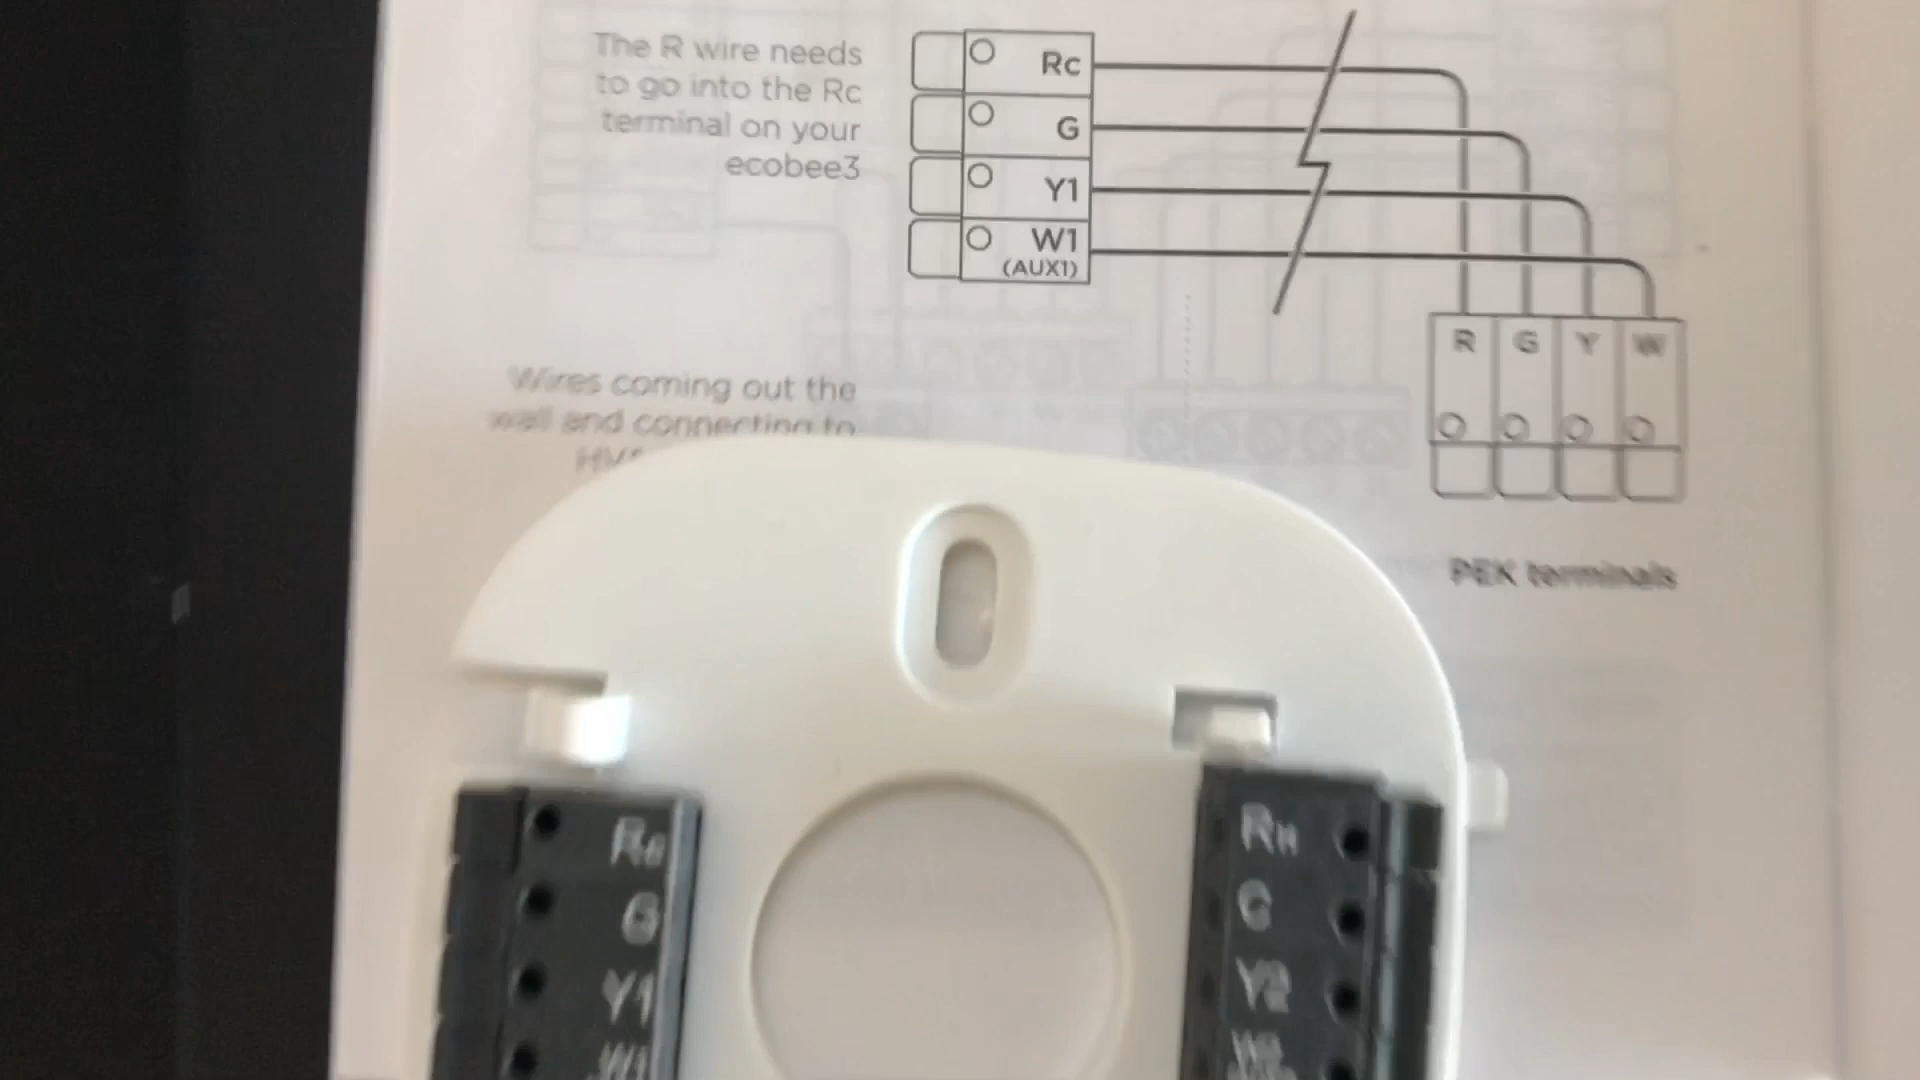 The R wire needs
to go into the Rc
terminal on your
ecobee3
Rc
G
Y1
W1
(AUX1)
R G Y W
Wires coming out the
wall and connecting to
PEK terminals
Rc
G
Y1
W1
RH
C
Y2